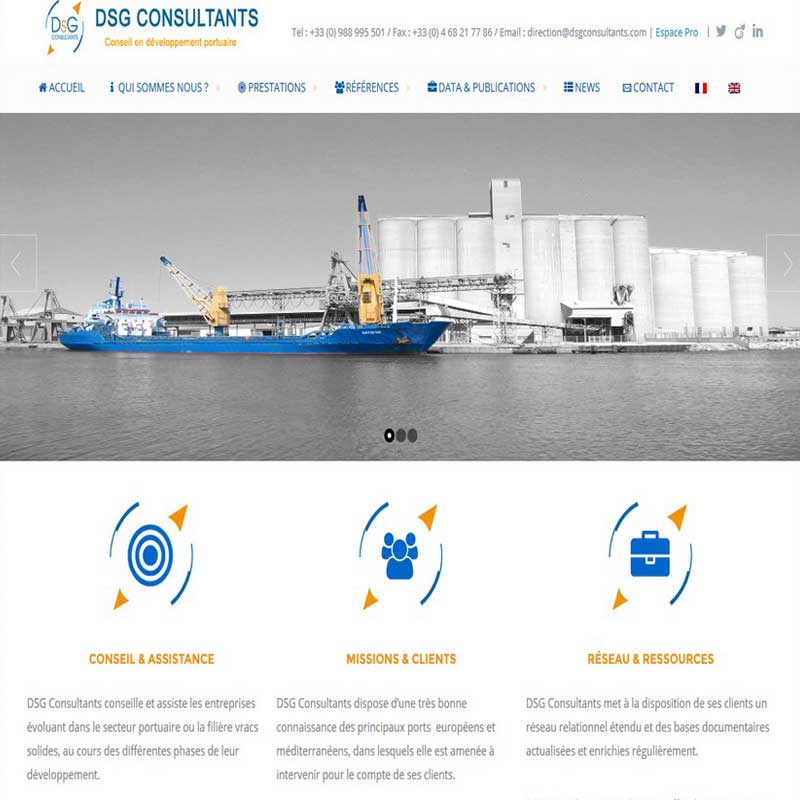 DSG CONSULTANTS
DsG
CONSULTANTS
Conseil en développement portuaire
Tel : +33 (0) 988 995 501 / Fax : +33 (0) 4 68 21 77 86 / Email : direction@dsgconsultants.com | Espace Pro |
ACCUEIL QUI SOMMES NOUS ? PRESTATIONS RÉFÉRENCES DATA & PUBLICATIONS NEWS CONTACT
CONSEIL & ASSISTANCE
DSG Consultants conseille et assiste les entreprises
évoluant dans le secteur portuaire ou la filière vracs
solides, au cours des différentes phases de leur
développement.
MISSIONS & CLIENTS
DSG Consultants dispose d'une très bonne
connaissance des principaux ports européens et
méditerranéens, dans lesquels elle est amenée à
intervenir pour le compte de ses clients.
RÉSEAU & RESSOURCES
DSG Consultants met à la disposition de ses clients un
réseau relationnel étendu et des bases documentaires
actualisées et enrichies régulièrement.